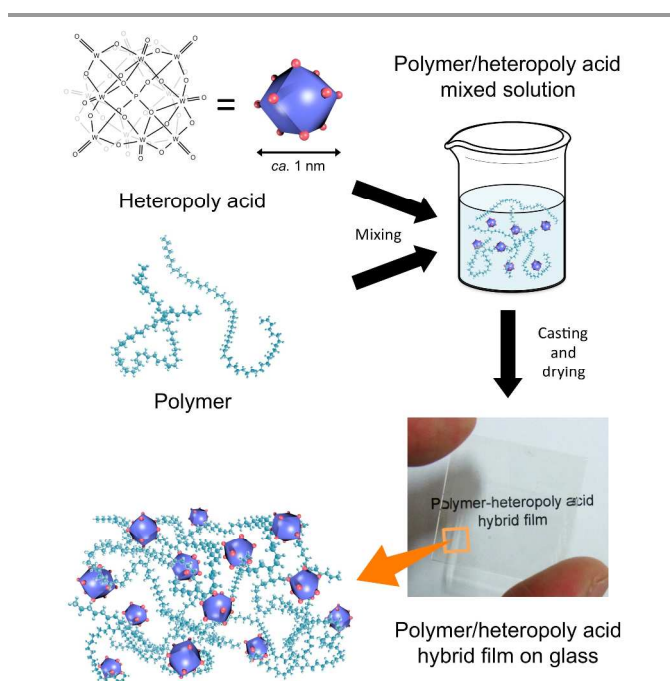 =
ca. 1 nm
Heteropoly acid
Polymer/heteropoly acid
mixed solution
Mixing
Polymer
Casting
and
drying
Polymer-heteropoly acid
hybrid film
Polymer/heteropoly acid
hybrid film on glass